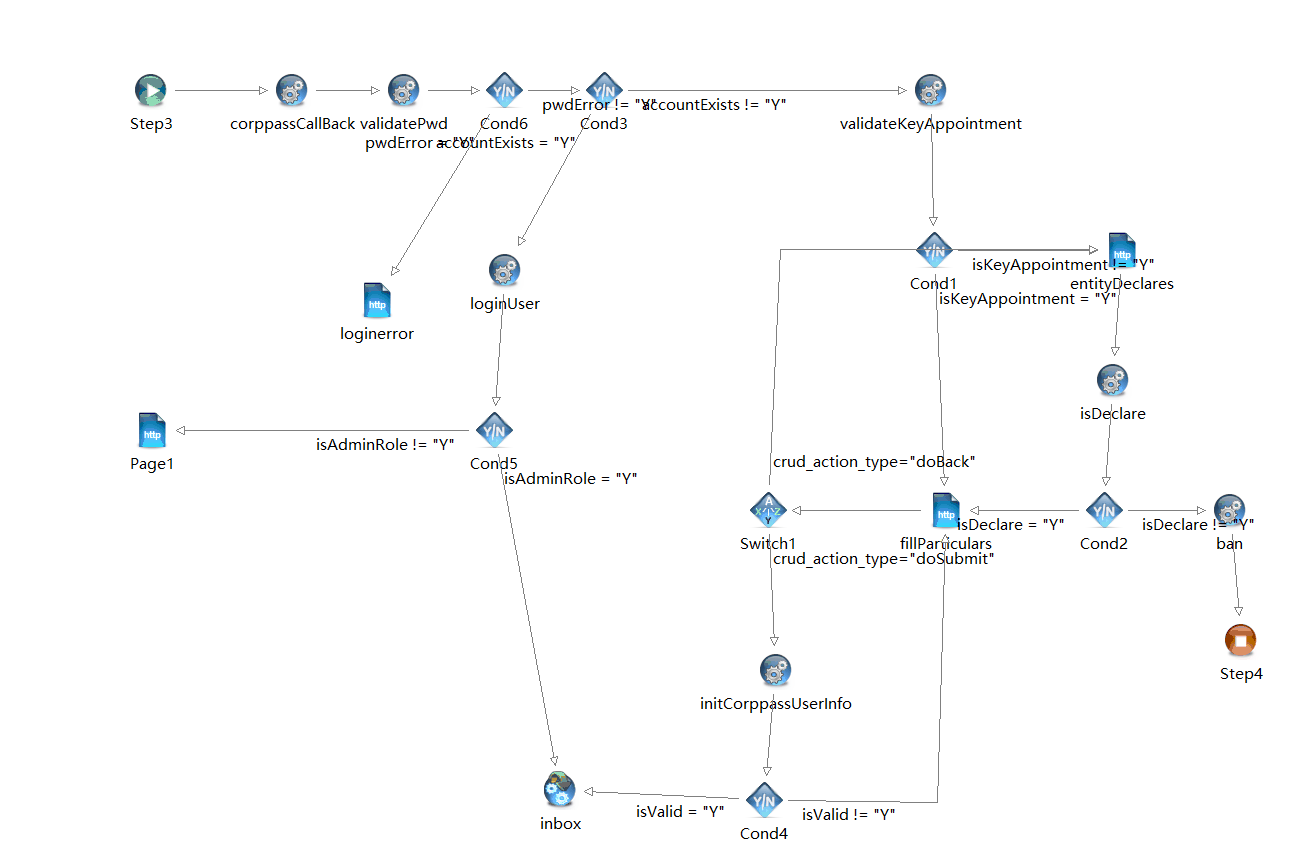 Step3
corppassCallBack
validatePwd
Cond6
pwdError != "Y"
Cond3
accountExists != "Y"
validateKeyAppointment
pwdError = "Y"
accountExists = "Y"
Cond1
isKeyAppointment != "Y"
entityDeclares
isKeyAppointment = "Y"
http
loginUser
http
loginerror
isDeclare
http
Page1
isAdminRole != "Y"
Y/N
Cond5
isAdminRole = "Y"
crud_action_type="doBack"
Switch1
http
fillParticulars
isDeclare = "Y"
Y/N
Cond2
isDeclare != "Y"
ban
crud_action_type="doSubmit"
Step4
initCorppassUserInfo
inbox
isValid = "Y"
Y/N
Cond4
isValid != "Y"